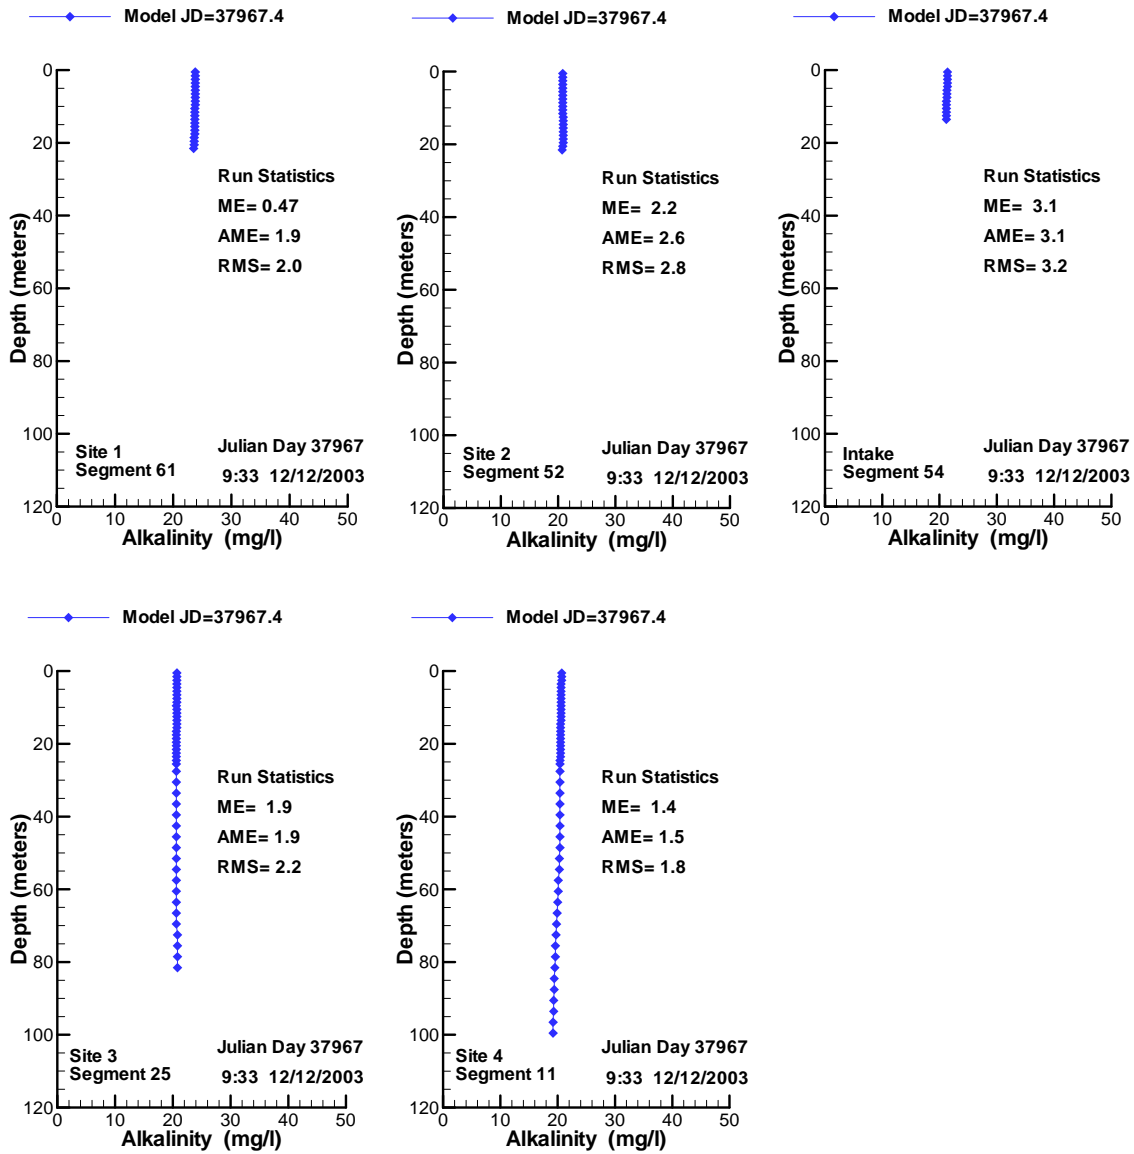 Model JD=37967.4
0
20
40
60
80
100
120
Depth (meters)
Run Statistics
ME= 0.47
AME= 1.9
RMS= 2.0
Site 1
Segment 61
Julian Day 37967
9:33 12/12/2003
0 10 20 30 40 50
Alkalinity (mg/l)
Model JD=37967.4
0
20
40
60
80
100
120
Depth (meters)
Run Statistics
ME= 2.2
AME= 2.6
RMS= 2.8
Site 2
Segment 52
Julian Day 37967
9:33 12/12/2003
0 10 20 30 40 50
Alkalinity (mg/l)
Model JD=37967.4
0
20
40
60
80
100
120
Depth (meters)
Run Statistics
ME= 3.1
AME= 3.1
RMS= 3.2
Intake
Segment 54
Julian Day 37967
9:33 12/12/2003
0 10 20 30 40 50
Alkalinity (mg/l)
Model JD=37967.4
0
20
40
60
80
100
120
Depth (meters)
Run Statistics
ME= 1.9
AME= 1.9
RMS= 2.2
Site 3
Segment 25
Julian Day 37967
9:33 12/12/2003
0 10 20 30 40 50
Alkalinity (mg/l)
Model JD=37967.4
0
20
40
60
80
100
120
Depth (meters)
Run Statistics
ME= 1.4
AME= 1.5
RMS= 1.8
Site 4
Segment 11
Julian Day 37967
9:33 12/12/2003
0 10 20 30 40 50
Alkalinity (mg/l)